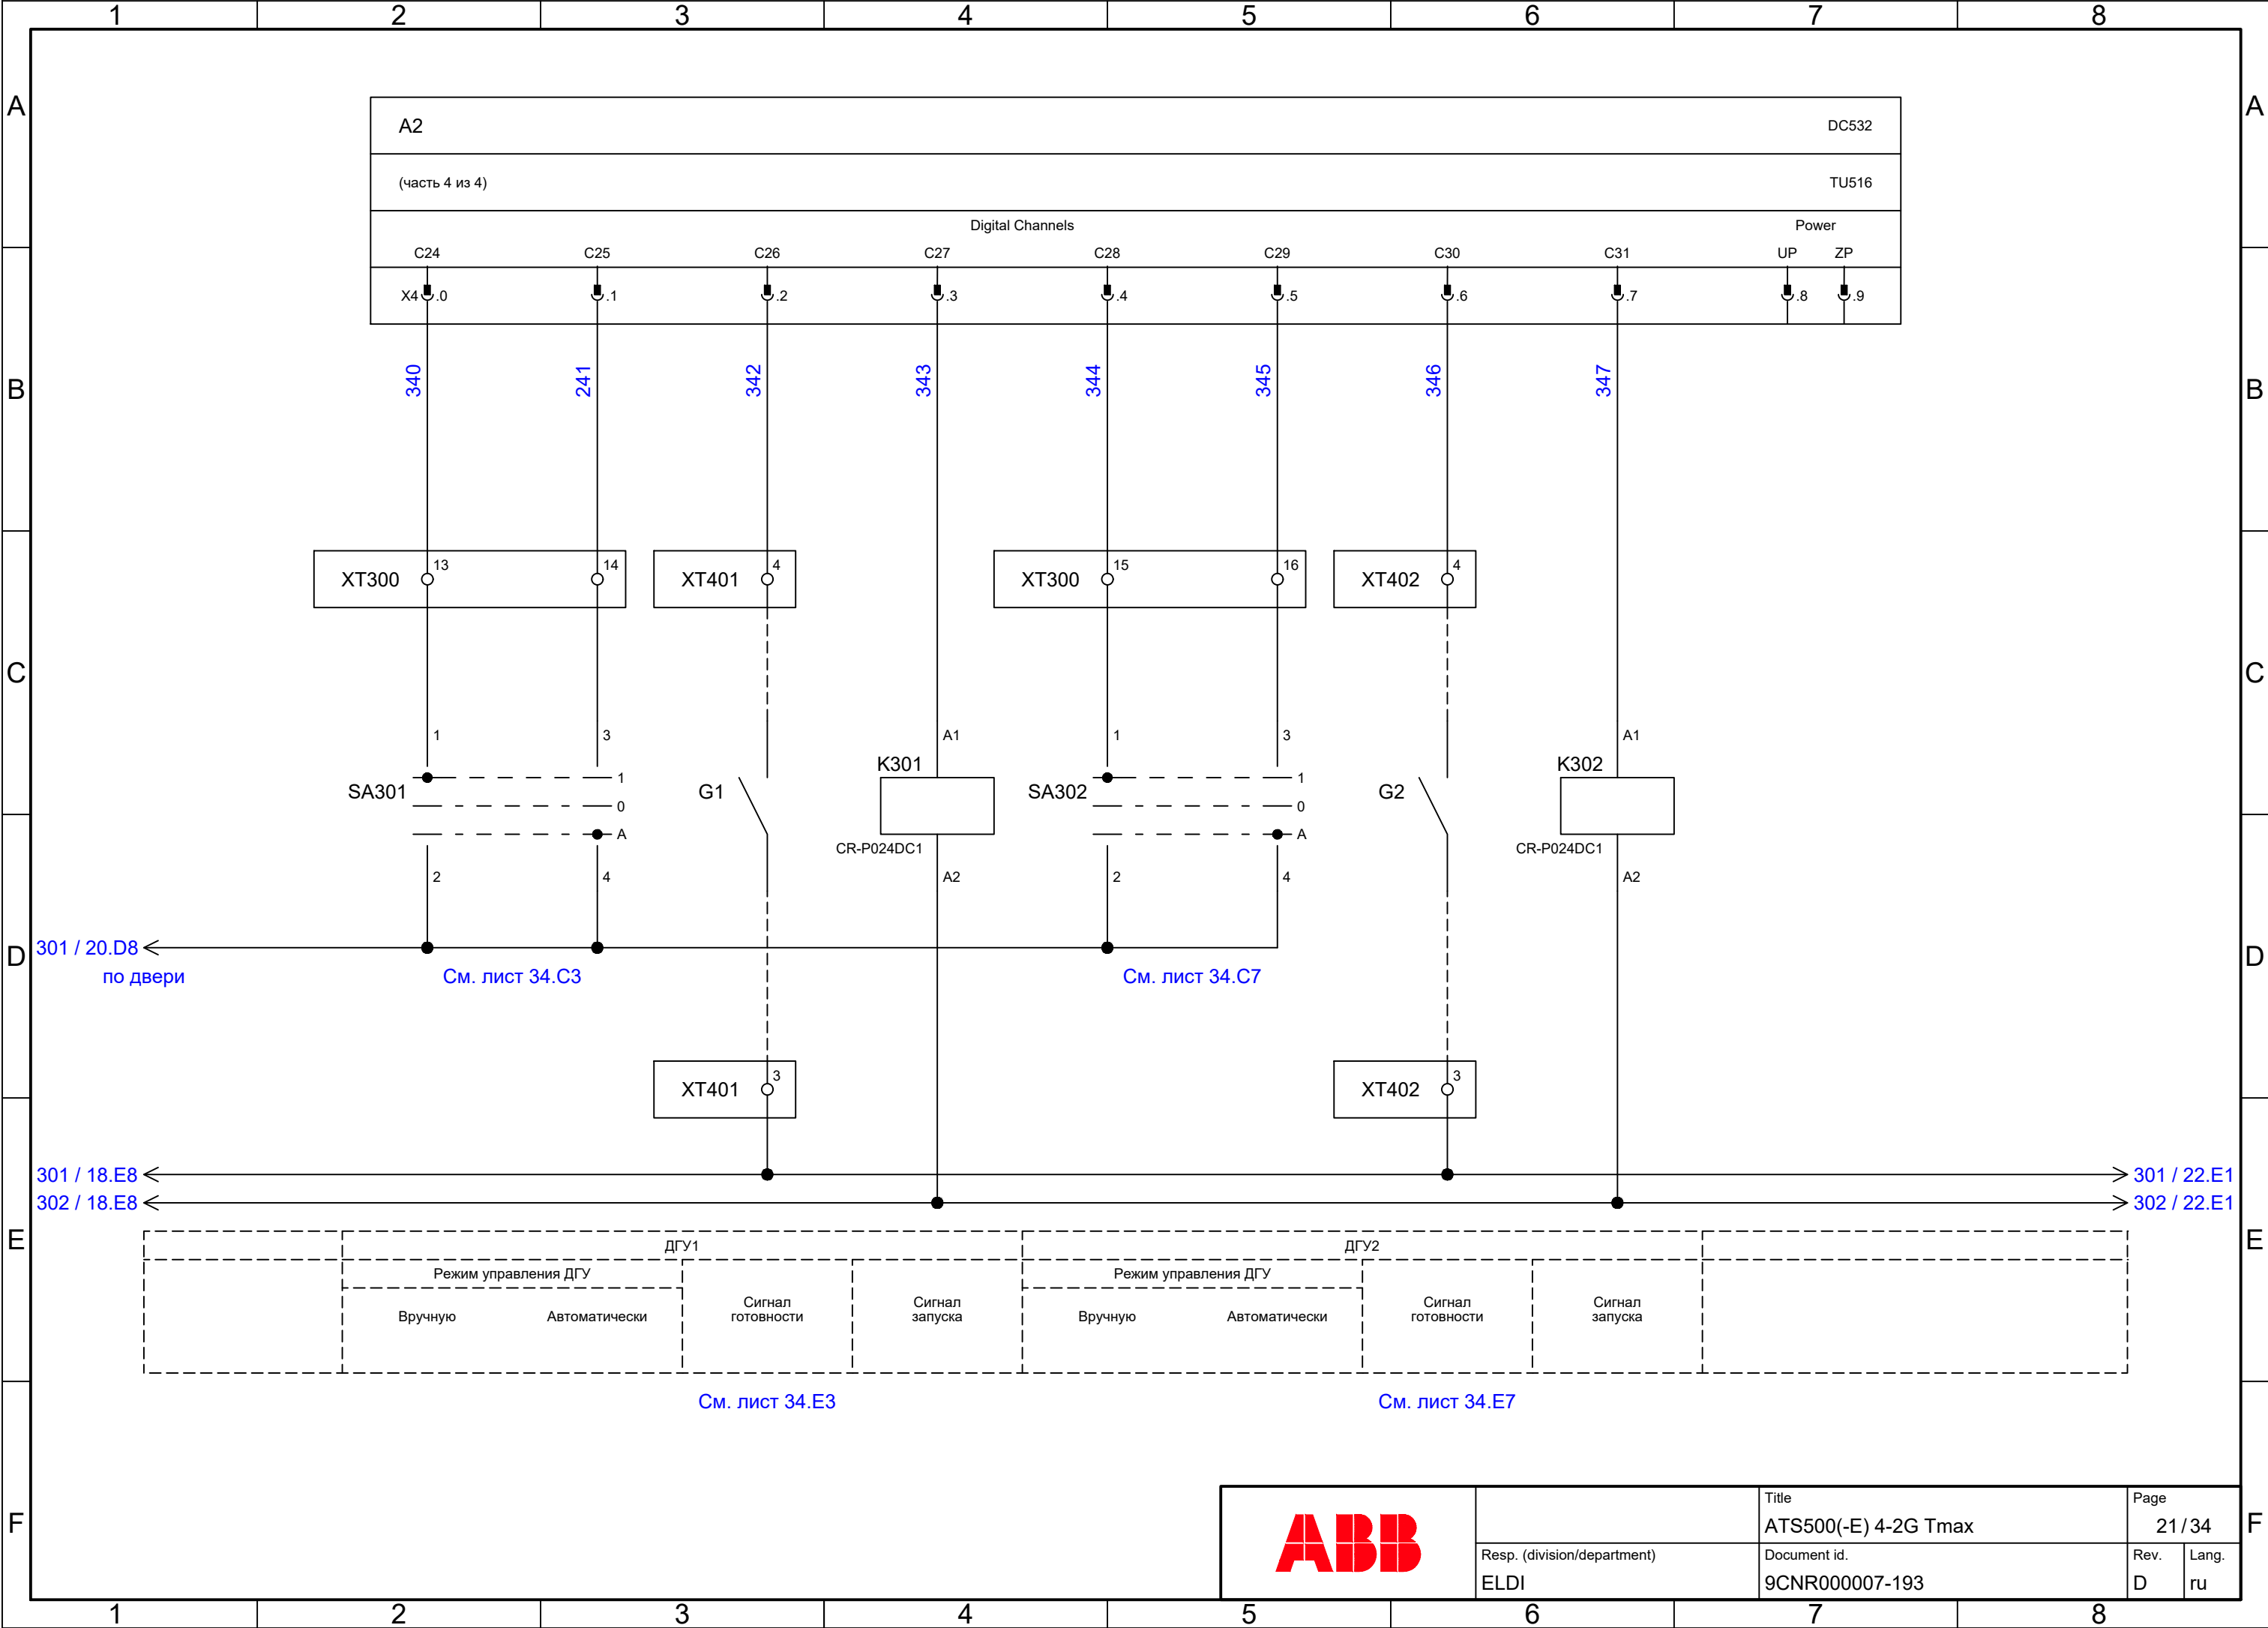 1 2 3 4 5 6 7 8
A A
A2 DC532
(часть 4 из 4) TU516
Digital Channels Power
C24 C25 C26 C27 C28 C29 C30 C31 UP ZP
X4 .0 .1 .2 .3 .4 .5 .6 .7 .8 .9
B 340 241 342 343 344 345 346 347 B
13 14 4 15 16 4
XT300 XT401 XT300 XT402
C C
1 3 A1 1 3 A1
K301 K302
1 1
SA301 G1 SA302 G2
0 0
A A
CR-P024DC1 CR-P024DC1
2 4 A2 2 4 A2
D 301 / 20.D8 D
по двери См. лист 34.C3 См. лист 34.C7
3 3
XT401 XT402
301 / 18.E8 301 / 22.E1
302 / 18.E8 302 / 22.E1
E ДГУ1 ДГУ2 E
Режим управления ДГУ Режим управления ДГУ
Вручную Автоматически Сигнал готовности Сигнал запуска Вручную Автоматически Сигнал готовности Сигнал запуска
См. лист 34.E3 См. лист 34.E7
F F
ABB
Title
ATS500(-E) 4-2G Tmax
Page
21/34
Resp. (division/department)
ELDI
Document id.
9CNR000007-193
Rev.
D
Lang.
ru
1 2 3 4 5 6 7 8